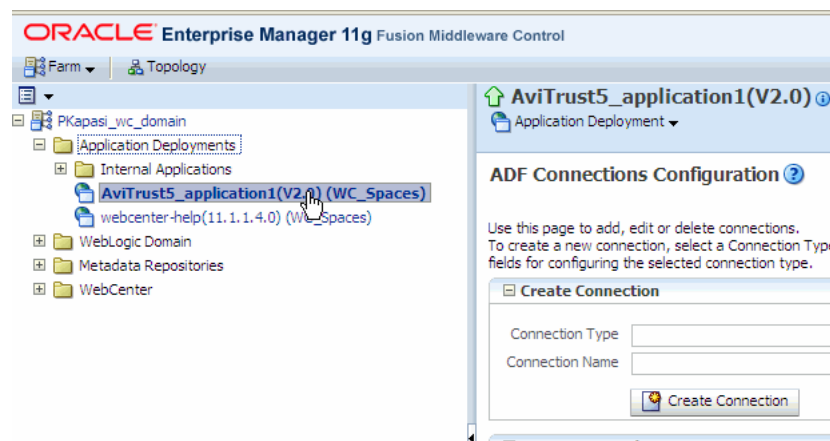 ORACLE Enterprise Manager 11g Fusion Middleware Control
Farm Topology
PKapasi_wc_domain
Application Deployments
Internal Applications
AviTrust5_application1(V2.0) (WC_Spaces)
webcenter-help(11.1.1.4.0) (WC_Spaces)
WebLogic Domain
Metadata Repositories
WebCenter
AviTrust5_application1(V2.0)
Application Deployment
ADF Connections Configuration
Use this page to add, edit or delete connections.
To create a new connection, select a Connection Type
fields for configuring the selected connection type.
Create Connection
Connection Type
Connection Name
Create Connection